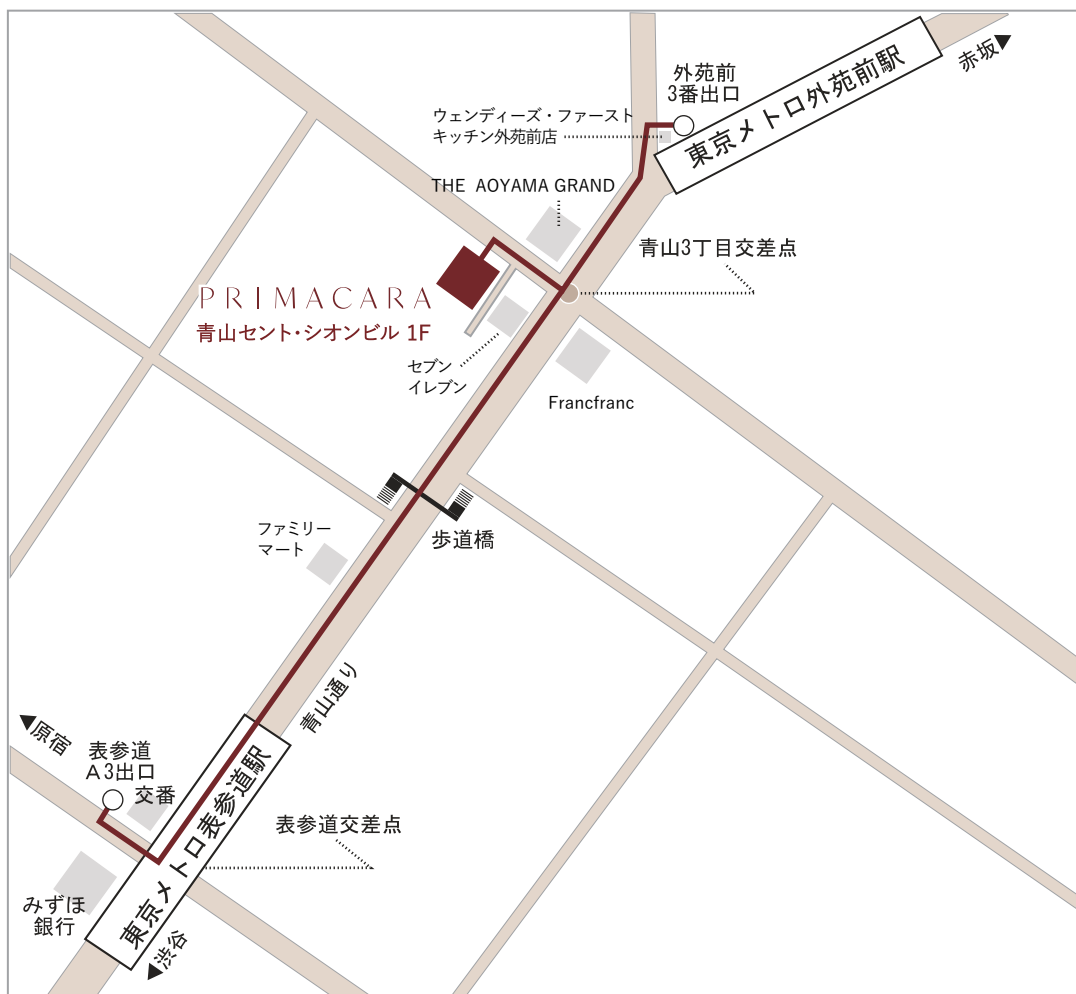 赤坂
東京メトロ外苑前駅
外苑前
3番出口
ウェンディーズ・ファースト
キッチン外苑前店
THE AOYAMA GRAND
青山3丁目交差点
PRIMACARA
青山セント・シオンビル 1F
セブン
イレブン
Francfranc
歩道橋
ファミリー
マート
青山通り
原宿
表参道
A3出口
交番
東京メトロ表参道駅
表参道交差点
みずほ
銀行
渋谷